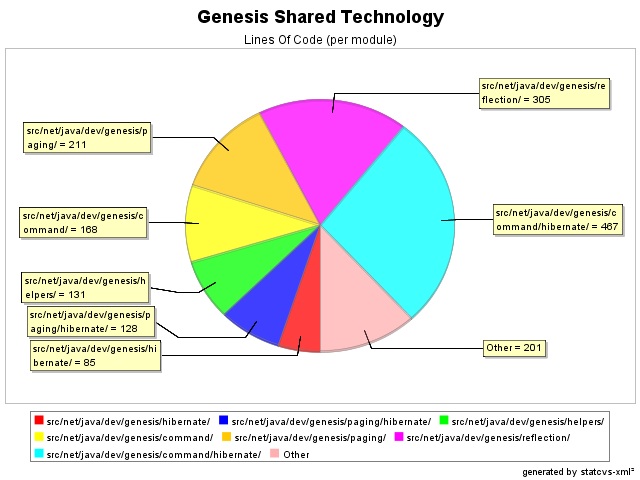 Genesis Shared Technology
Lines Of Code (per module)
src/net/java/dev/genesis/re
flection/ = 305
src/net/java/dev/genesis/p
aging/ = 211
src/net/java/dev/genesis/c
ommand/ = 168
src/net/java/dev/genesis/c
ommand/hibernate/ = 467
src/net/java/dev/genesis/h
elpers/ = 131
src/net/java/dev/genesis/p
aging/hibernate/ = 128
src/net/java/dev/genesis/hi
bernate/ = 85
Other = 201
src/net/java/dev/genesis/hibernate/ src/net/java/dev/genesis/paging/hibernate/ src/net/java/dev/genesis/helpers/
src/net/java/dev/genesis/command/ src/net/java/dev/genesis/paging/ src/net/java/dev/genesis/reflection/
src/net/java/dev/genesis/command/hibernate/ Other
generated by statcvs-xml²